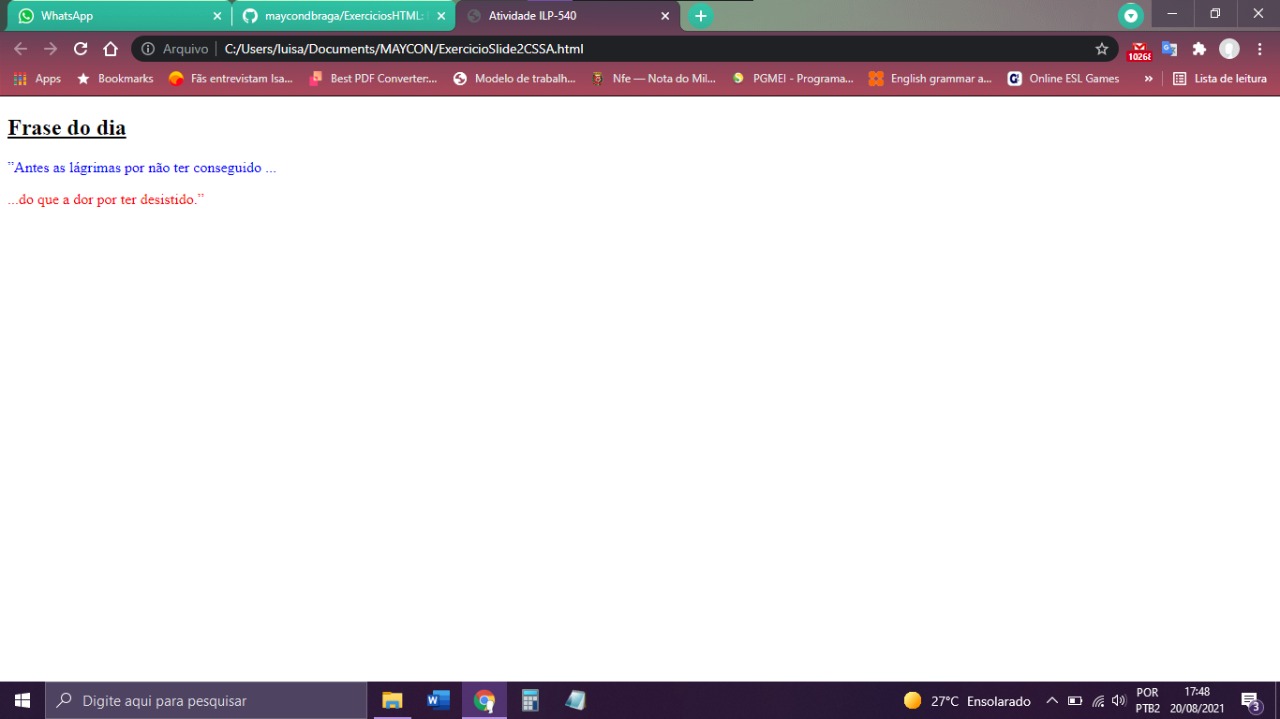 WhatsApp
maycondbraga/ExerciciosHTML:
Atividade ILP-540
Arquivo
C:/Users/luisa/Documents/MAYCON/ExercicioSlide2CSSA.html
10268
Apps
Bookmarks
Fãs entrevistam Isa...
Best PDF Converter:...
Modelo de trabalh...
Nfe — Nota do Mil...
PGMEI - Programa...
English grammar a...
Online ESL Games
»
Lista de leitura
Frase do dia
”Antes as lágrimas por não ter conseguido ...
...do que a dor por ter desistido.”
Digite aqui para pesquisar
27°C Ensolarado
POR
PTB2
17:48
20/08/2021
3